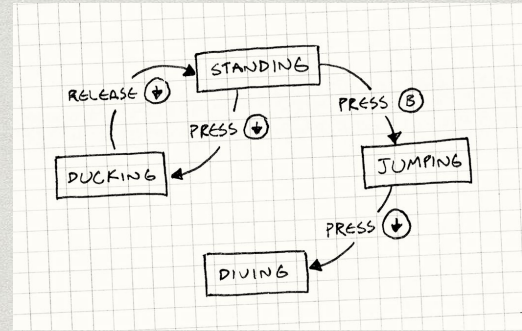 STANDING
RELEASE ↓
PRESS B
PRESS ↓
DUCKING
JUMPING
PRESS ↓
DIVING